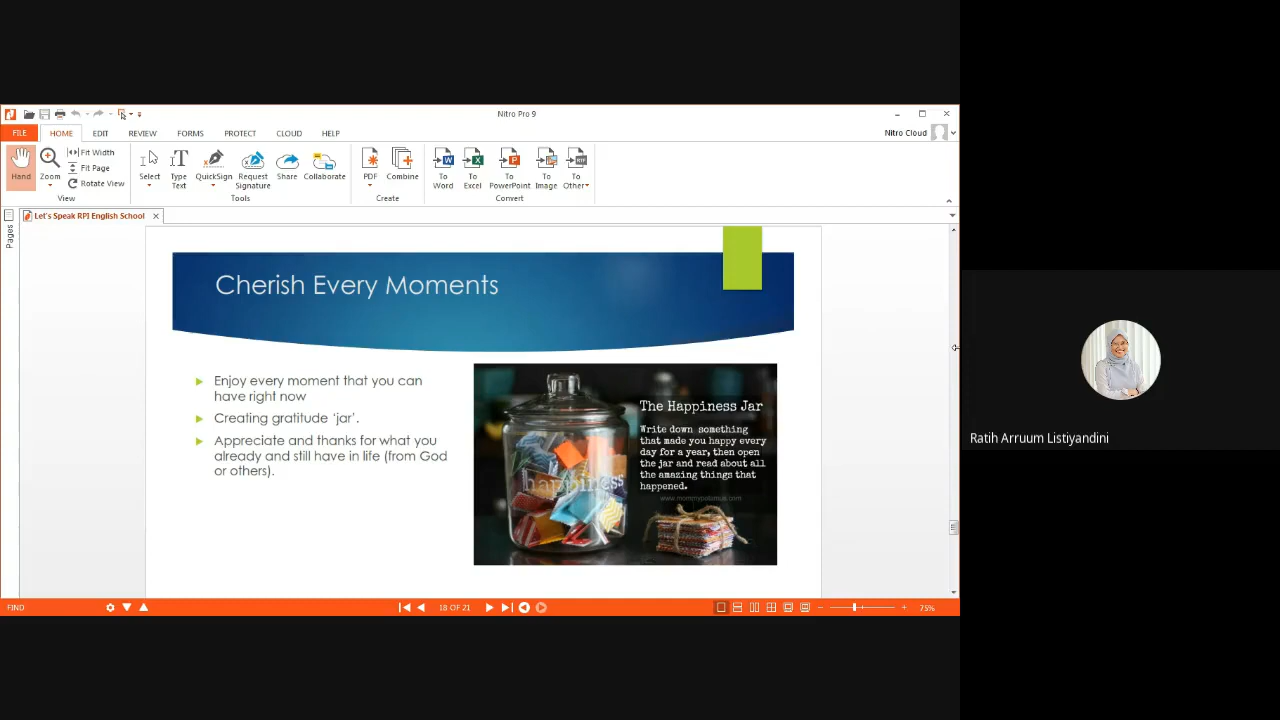 Nitro Pro 9
FILE HOME EDIT REVIEW FORMS PROTECT CLOUD HELP
Nitro Cloud
Hand
Zoom
Fit Width
Fit Page
Rotate View
View
Select
Type Text
QuickSign
Request Signature
Share
Collaborate
Tools
PDF
Combine
Create
To Word
To Excel
To PowerPoint
To Image
To Other
Convert
Let's Speak RPI English School
Pages
Cherish Every Moments
Enjoy every moment that you can
have right now
Creating gratitude ‘jar’.
Appreciate and thanks for what you
already and still have in life (from God
or others).
happiness
The Happiness Jar
Write down something
that made you happy every
day for a year, then open
the jar and read about all
the amazing things that
happened.
www.mommypotamus.com
Ratih Arruum Listiyandini
FIND
18 OF 21
75%